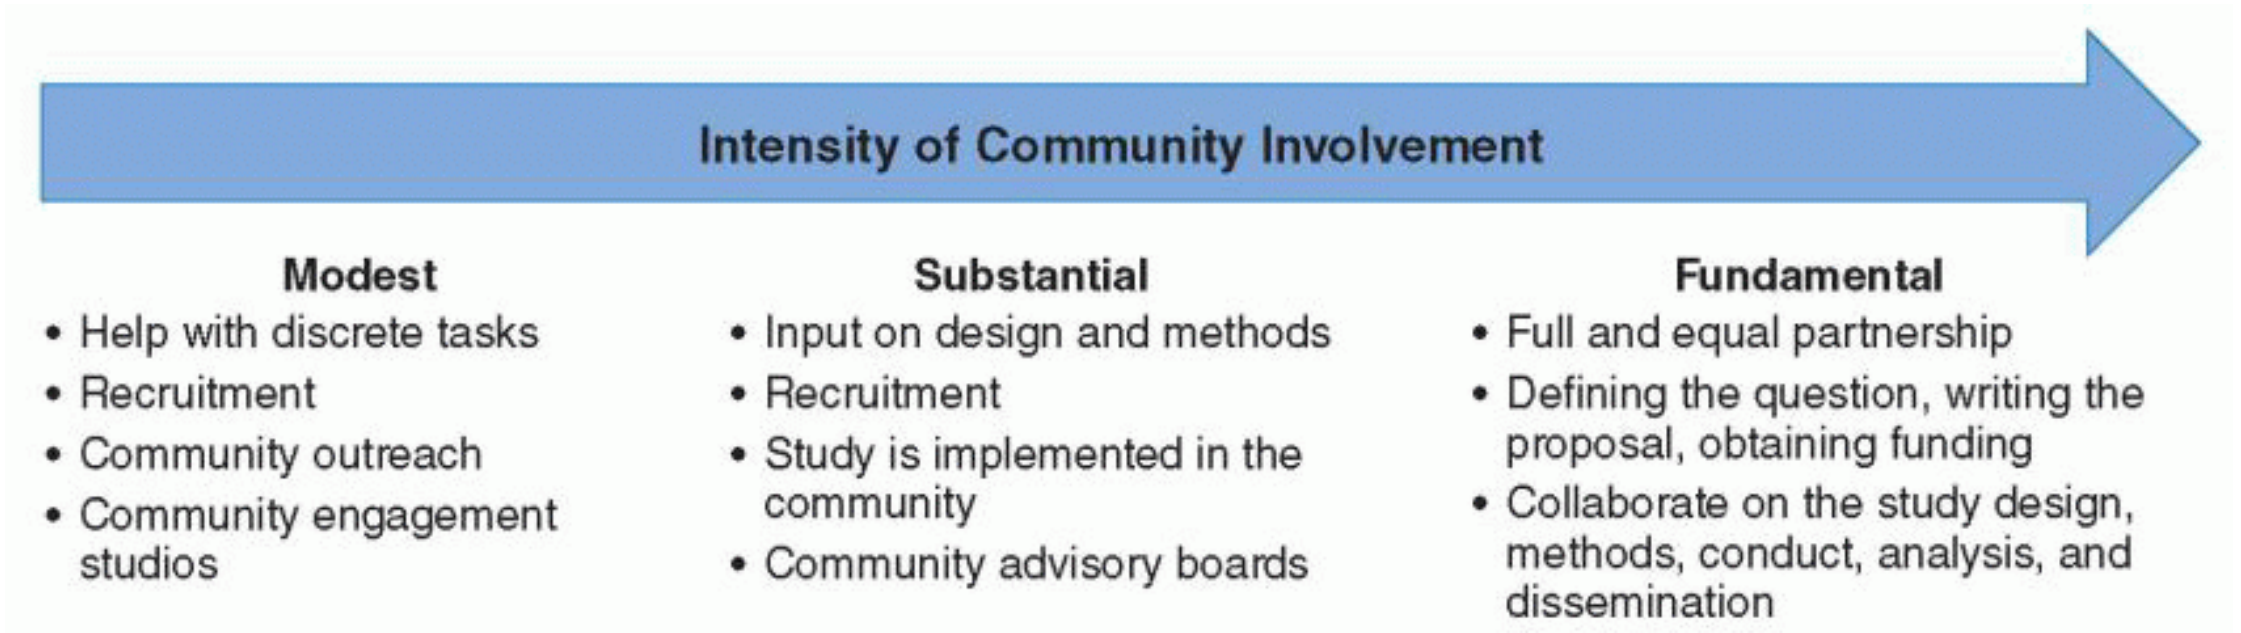 Intensity of Community Involvement
Modest
• Help with discrete tasks
• Recruitment
• Community outreach
• Community engagement
studios
Substantial
• Input on design and methods
• Recruitment
• Study is implemented in the
community
• Community advisory boards
Fundamental
• Full and equal partnership
• Defining the question, writing the
proposal, obtaining funding
• Collaborate on the study design,
methods, conduct, analysis, and
dissemination